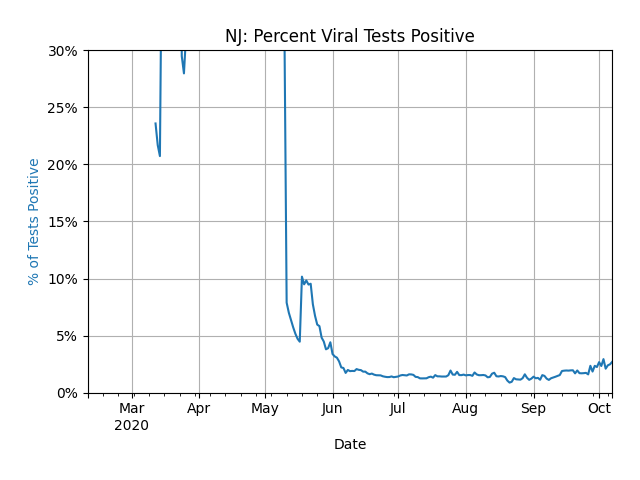 NJ: Percent Viral Tests Positive
30%
25%
20%
15%
10%
5%
0%
% of Tests Positive
Mar Apr May Jun Jul Aug Sep Oct
2020
Date